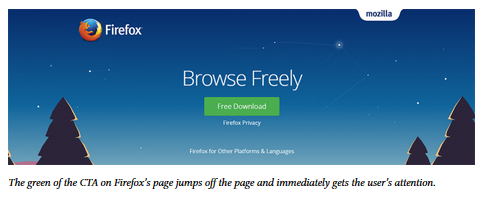 mozilla
Firefox
Browse Freely
Free Download
Firefox Privacy
Firefox for Other Platforms & Languages
The green of the CTA on Firefox's page jumps off the page and immediately gets the user's attention.